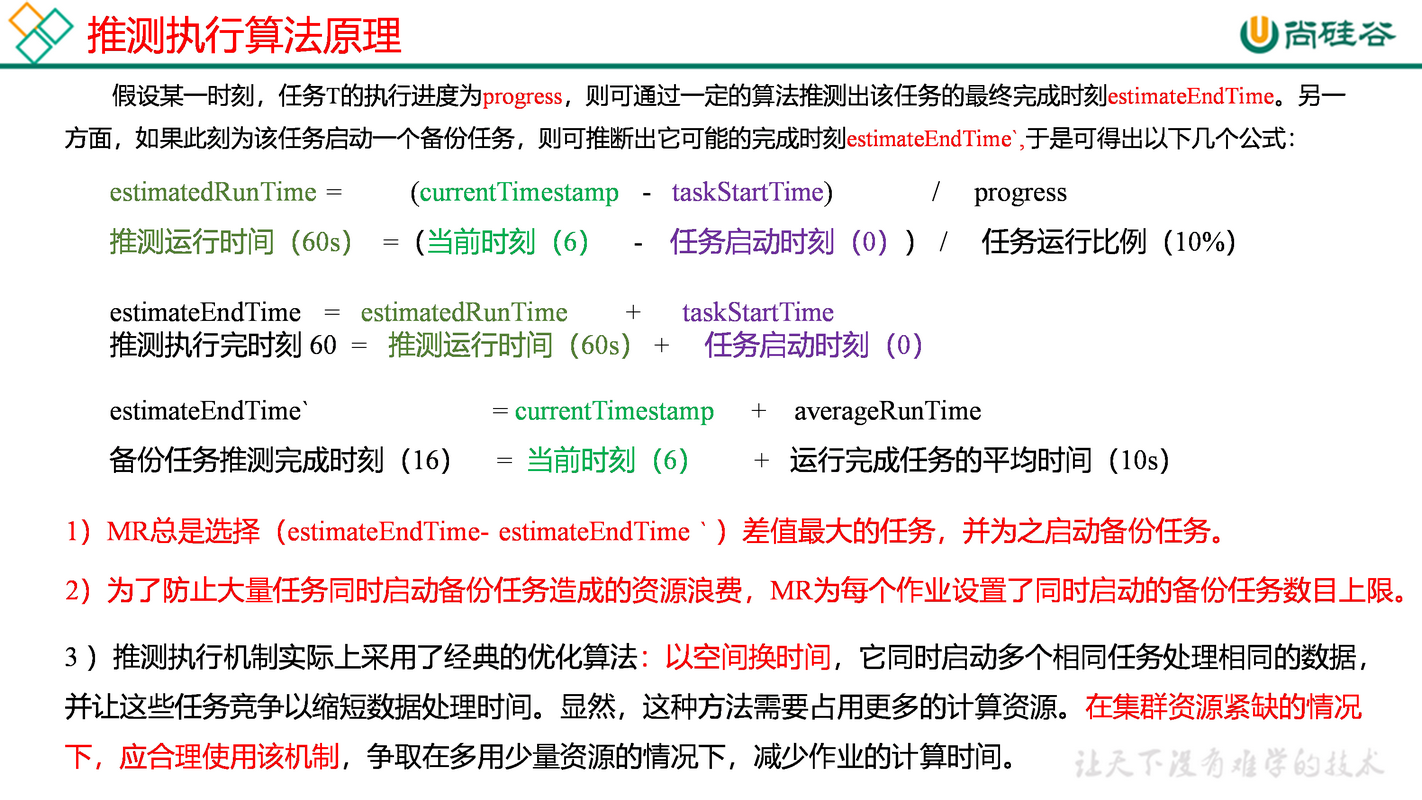 推测执行算法原理
尚硅谷
假设某一时刻，任务T的执行进度为progress，则可通过一定的算法推测出该任务的最终完成时刻estimateEndTime。另一
方面，如果此刻为该任务启动一个备份任务，则可推断出它可能的完成时刻estimateEndTime`,于是可得出以下几个公式：
estimatedRunTime = (currentTimestamp - taskStartTime) / progress
推测运行时间（60s） =（当前时刻（6） - 任务启动时刻（0）） / 任务运行比例（10%）
estimateEndTime = estimatedRunTime + taskStartTime
推测执行完时刻 60 = 推测运行时间（60s） + 任务启动时刻（0）
estimateEndTime` = currentTimestamp + averageRunTime
备份任务推测完成时刻（16） = 当前时刻（6） + 运行完成任务的平均时间（10s）
1）MR总是选择（estimateEndTime- estimateEndTime ` ）差值最大的任务，并为之启动备份任务。
2）为了防止大量任务同时启动备份任务造成的资源浪费，MR为每个作业设置了同时启动的备份任务数目上限。
3 ）推测执行机制实际上采用了经典的优化算法：以空间换时间，它同时启动多个相同任务处理相同的数据，
并让这些任务竞争以缩短数据处理时间。显然，这种方法需要占用更多的计算资源。在集群资源紧缺的情况
下，应合理使用该机制，争取在多用少量资源的情况下，减少作业的计算时间。
让天下没有难学的技术